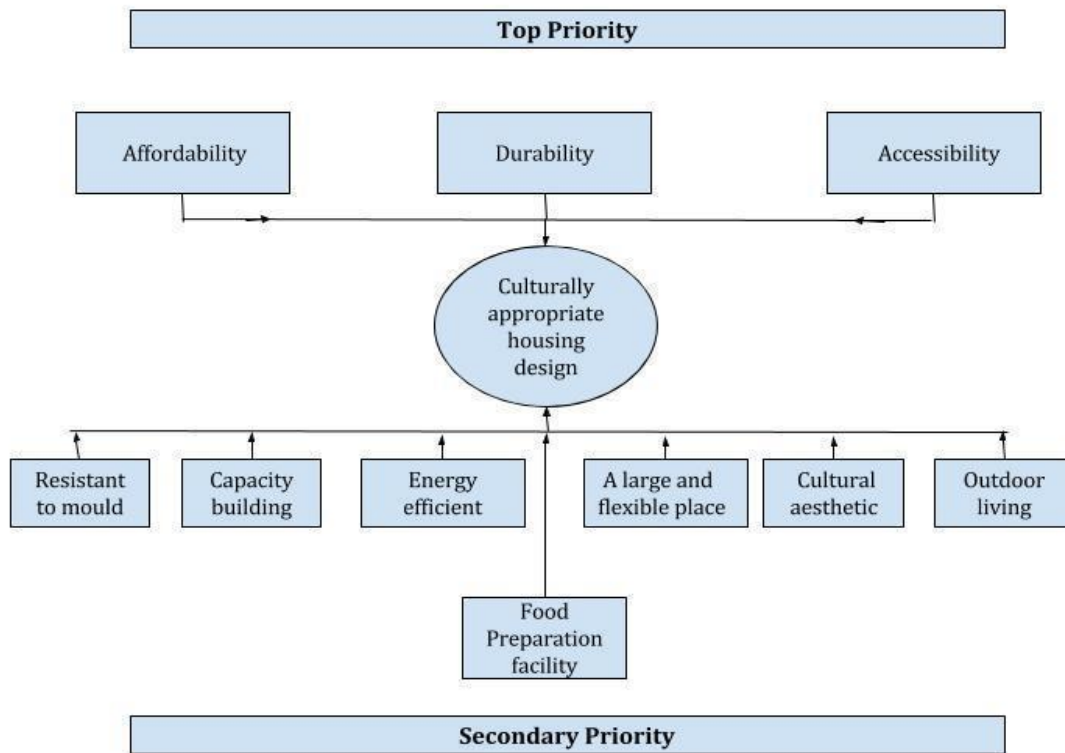 Top Priority
Affordability
Durability
Accessibility
Culturally
appropriate
housing
design
Resistant
to mould
Capacity
building
Energy
efficient
A large and
flexible place
Cultural
aesthetic
Outdoor
living
Food
Preparation
facility
Secondary Priority